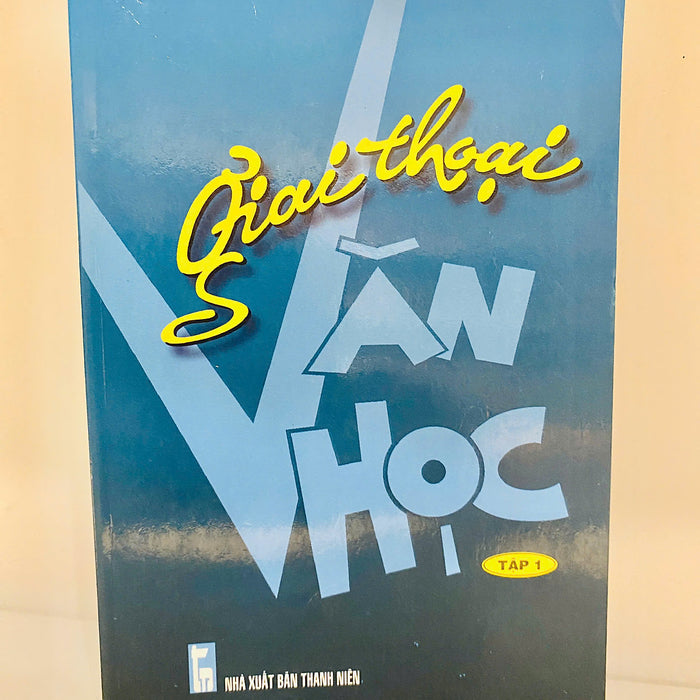 Giai thoại
VĂN
HỌC
TẬP 1
NHÀ XUẤT BẢN THANH NIÊN